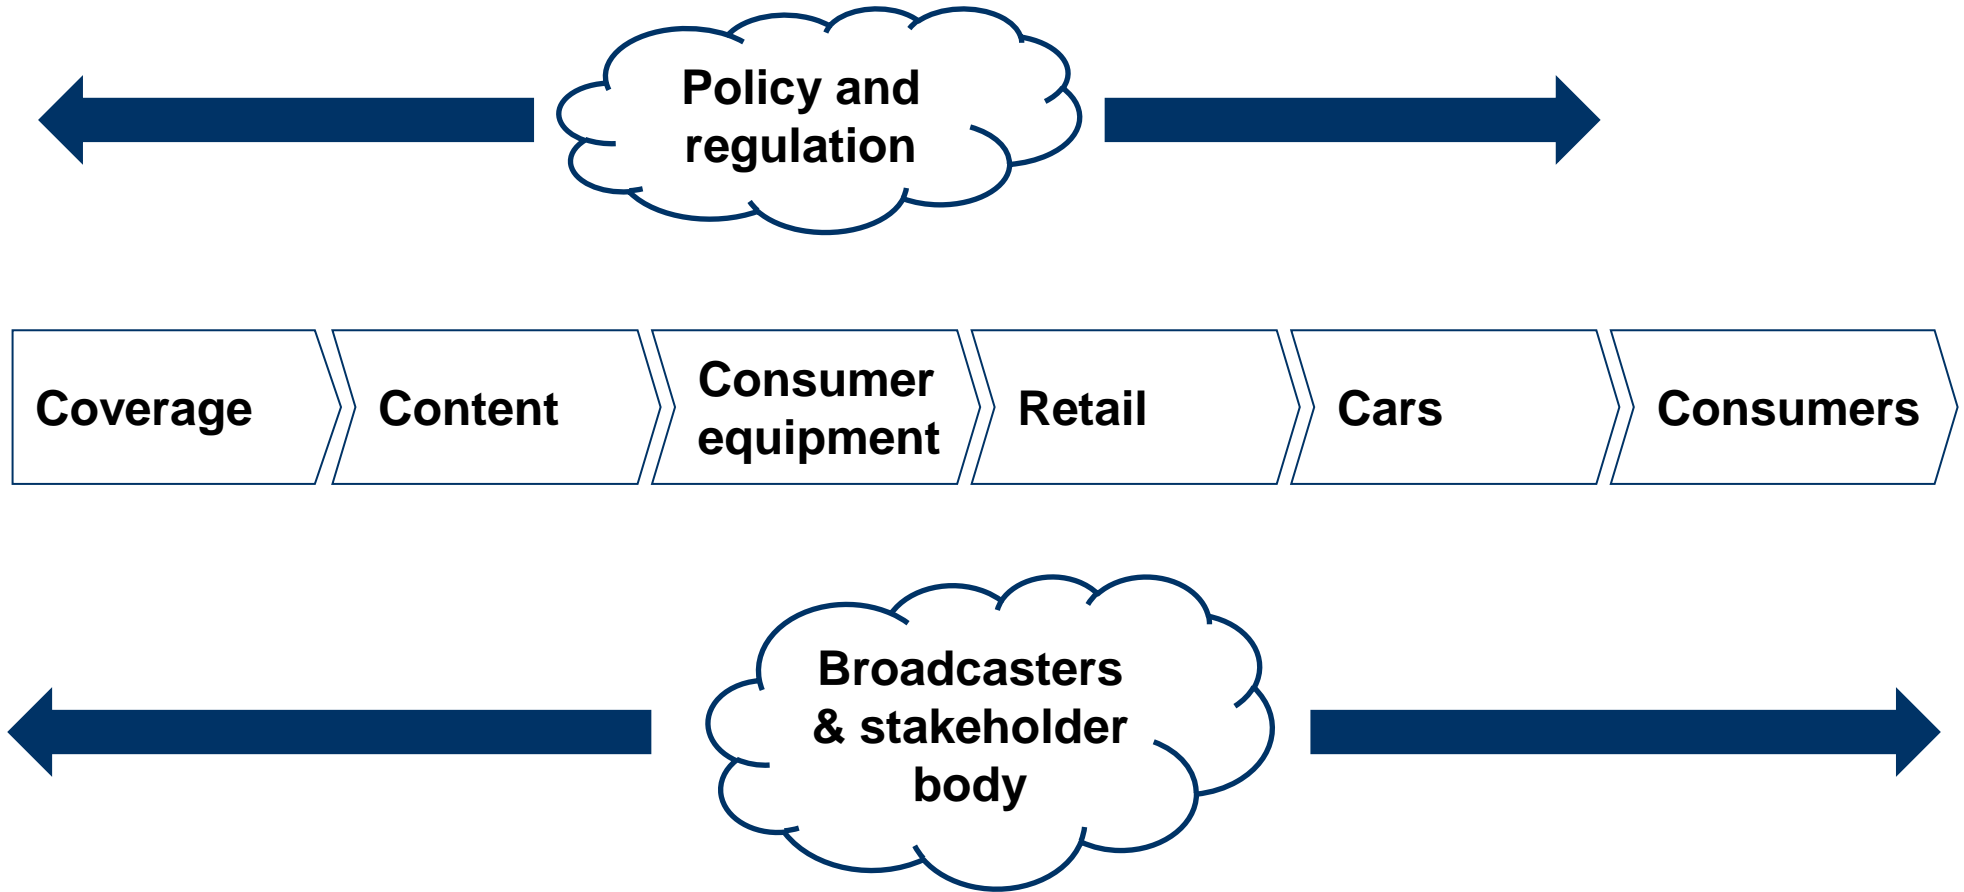 Policy and
regulation
Coverage
Content
Consumer
equipment
Retail
Cars
Consumers
Broadcasters
& stakeholder
body